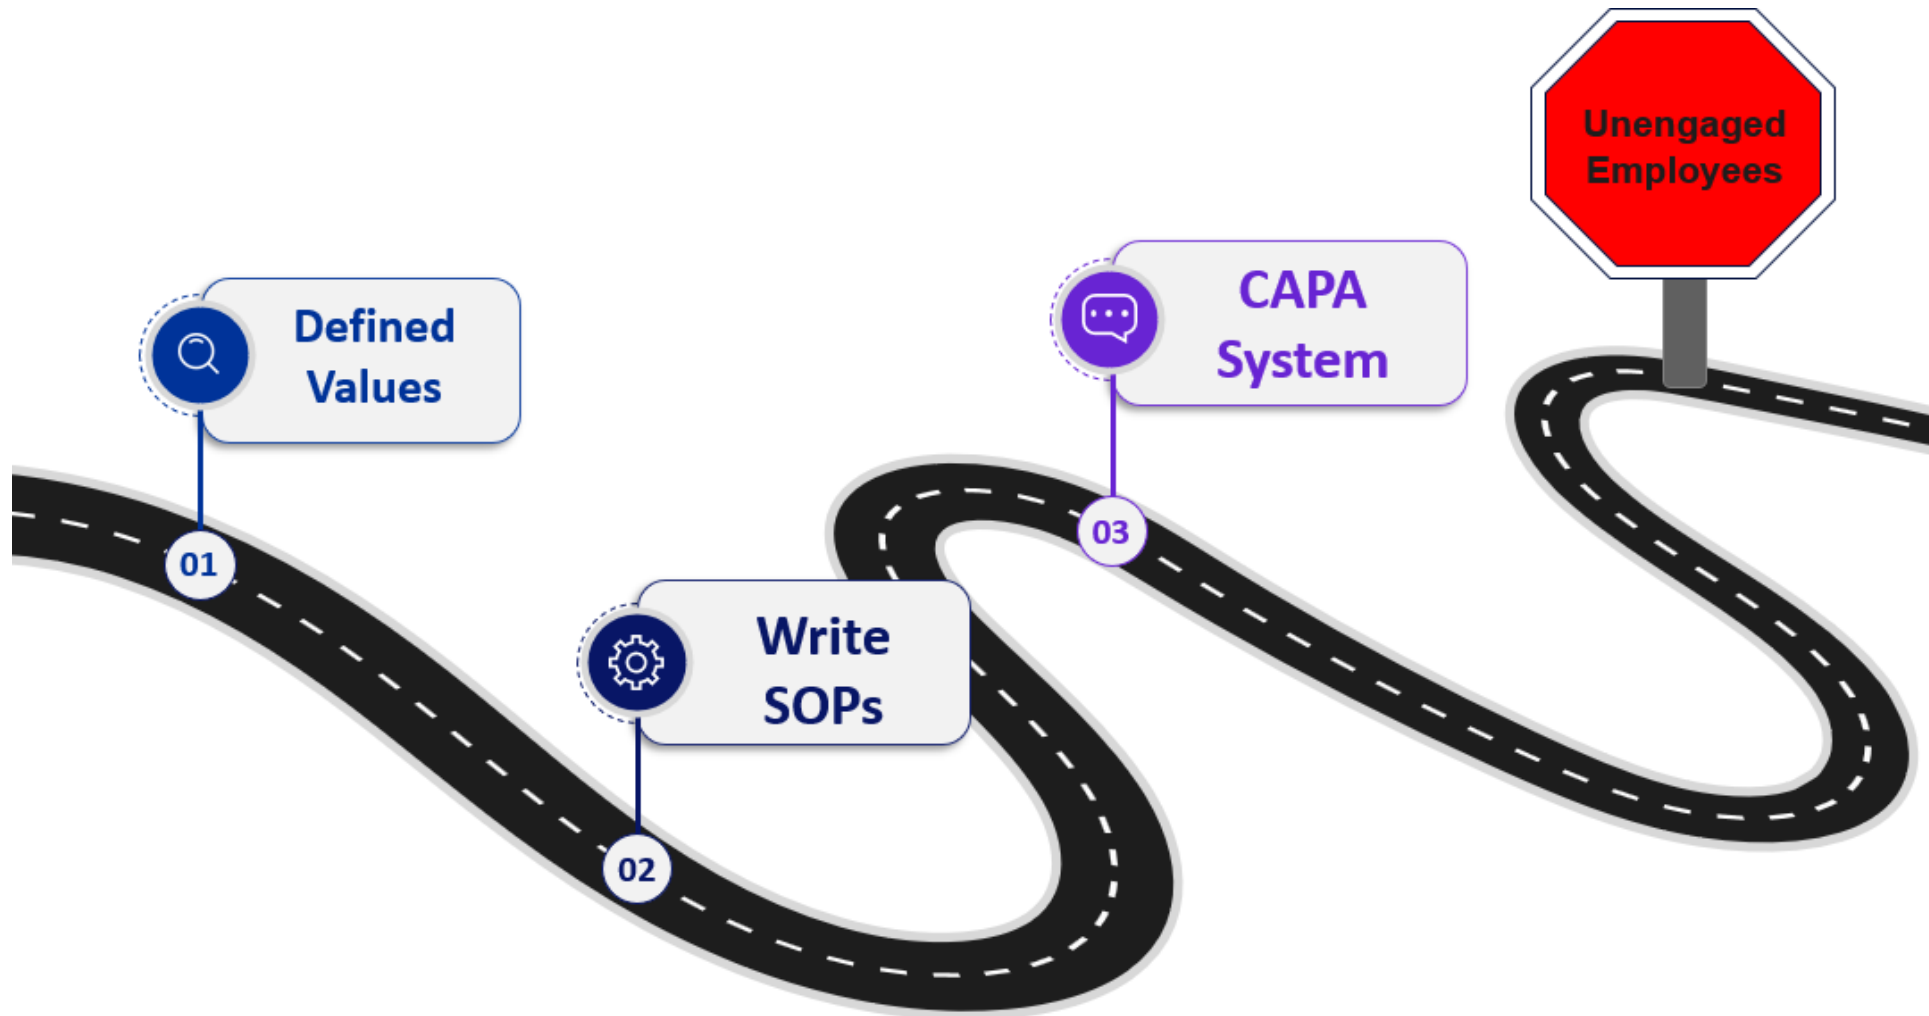 Unengaged
Employees
CAPA
System
Defined
Values
03
01
Write
SOPs
02